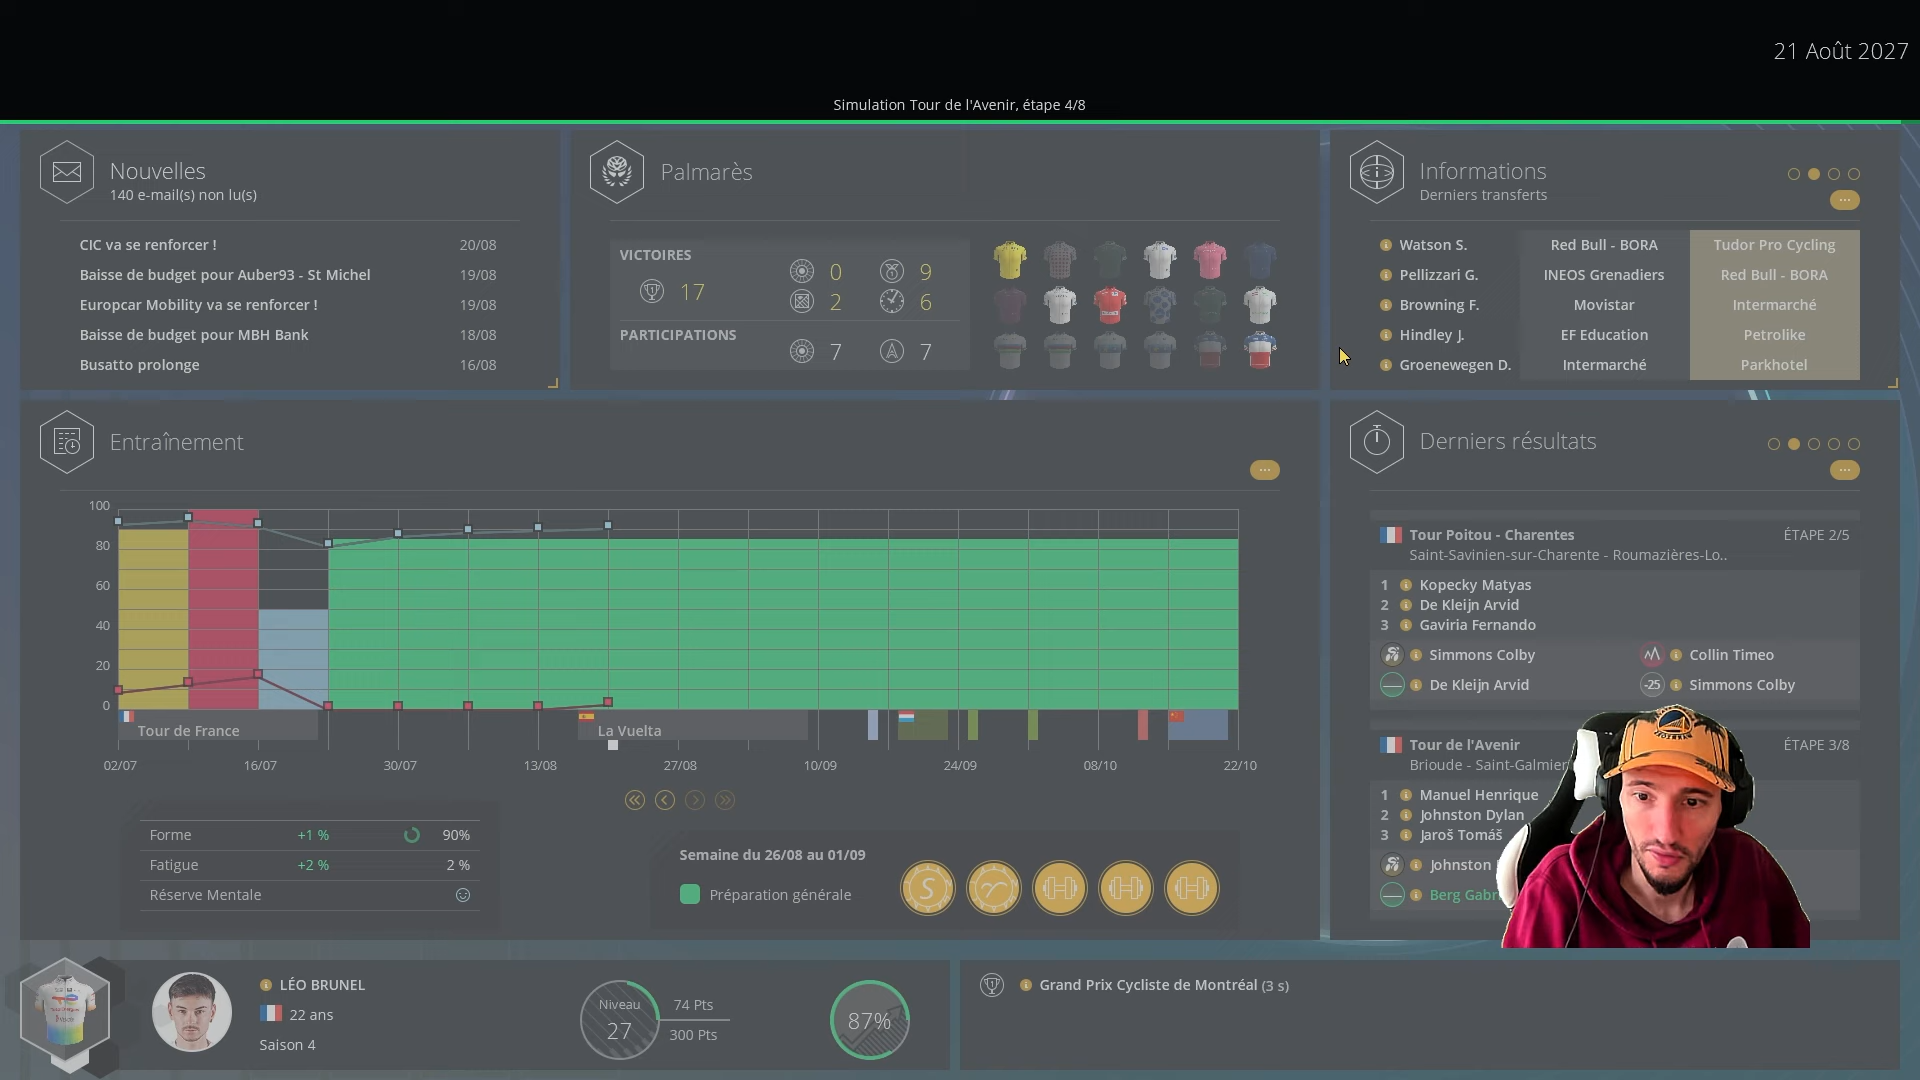 21 Août 2027
Simulation Tour de l'Avenir, étape 4/8
Nouvelles
140 e-mail(s) non lu(s)
CIC va se renforcer ! 20/08
Baisse de budget pour Auber93 - St Michel 19/08
Europcar Mobility va se renforcer ! 19/08
Baisse de budget pour MBH Bank 18/08
Busatto prolonge 16/08
Palmarès
VICTOIRES
17
0 9
2 6
PARTICIPATIONS
7 7
Informations
Derniers transferts
...
Watson S. Red Bull - BORA Tudor Pro Cycling
Pellizzari G. INEOS Grenadiers Red Bull - BORA
Browning F. Movistar Intermarché
Hindley J. EF Education Petrolike
Groenewegen D. Intermarché Parkhotel
Entraînement
...
100
80
60
40
20
0
Tour de France La Vuelta
02/07 16/07 30/07 13/08 27/08 10/09 24/09 08/10 22/10
Forme +1 % 90%
Fatigue +2 % 2 %
Réserve Mentale
Semaine du 26/08 au 01/09
Préparation générale
Derniers résultats
...
Tour Poitou - Charentes ÉTAPE 2/5
Saint-Savinien-sur-Charente - Roumazières-Lo..
1 Kopecky Matyas
2 De Kleijn Arvid
3 Gaviria Fernando
Simmons Colby Collin Timeo
De Kleijn Arvid -25 Simmons Colby
Tour de l'Avenir ÉTAPE 3/8
Brioude - Saint-Galmier
1 Manuel Henrique
2 Johnston Dylan
3 Jaroš Tomáš
Johnston
Berg Gabr
LÉO BRUNEL
22 ans
Saison 4
Niveau
27
74 Pts
300 Pts
87%
Grand Prix Cycliste de Montréal (3 s)